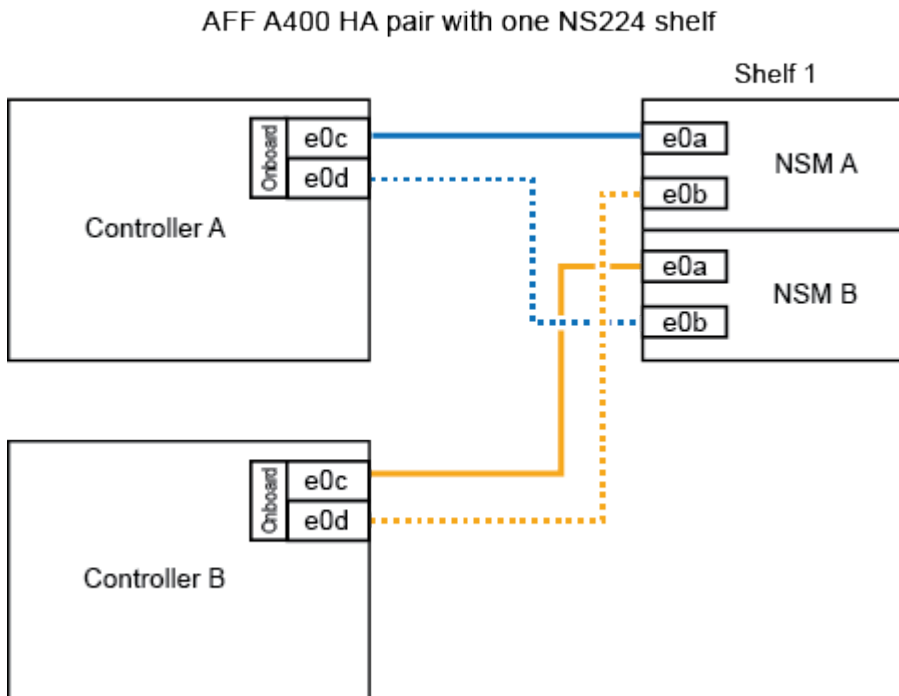 AFF A400 HA pair with one NS224 shelf
Shelf 1
Onboard
e0c
e0d
Controller A
e0a
e0b
NSM A
e0a
e0b
NSM B
Onboard
e0c
e0d
Controller B